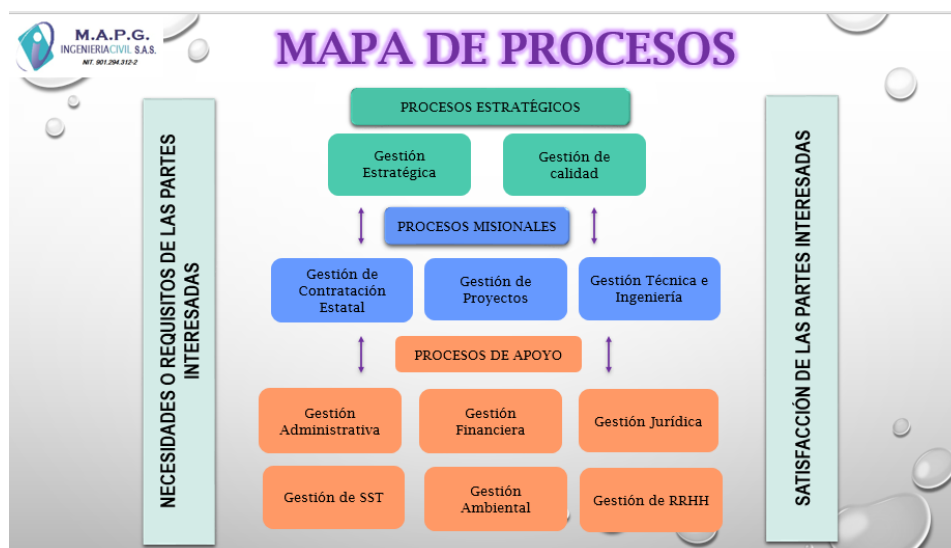 M.A.P.G.
INGENIERIACIVIL S.A.S.
NIT. 901.294.312-2
MAPA DE PROCESOS
NECESIDADES O REQUISITOS DE LAS PARTES
INTERESADAS
PROCESOS ESTRATÉGICOS
Gestión
Estratégica
Gestión de
calidad
PROCESOS MISIONALES
Gestión de
Contratación
Estatal
Gestión de
Proyectos
Gestión Técnica e
Ingeniería
PROCESOS DE APOYO
Gestión
Administrativa
Gestión
Financiera
Gestión Jurídica
Gestión de SST
Gestión
Ambiental
Gestión de RRHH
SATISFACCIÓN DE LAS PARTES INTERESADAS